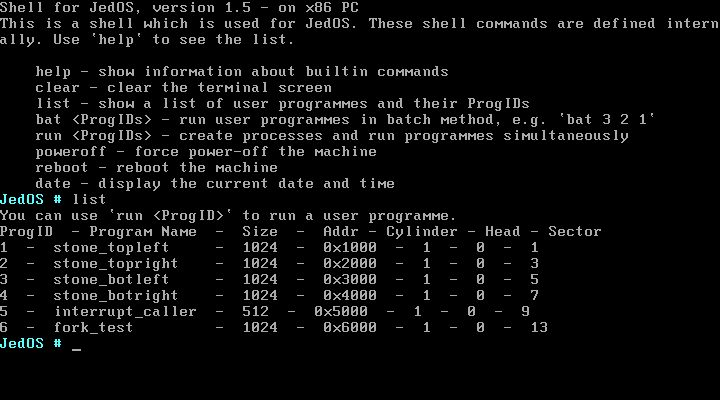 Shell for JedOS, version 1.5 - on x86 PC
This is a shell which is used for JedOS. These shell commands are defined intern
ally. Use `help` to see the list.
help - show information about builtin commands
clear - clear the terminal screen
list - show a list of user programmes and their ProgIDs
bat <ProgIDs> - run user programmes in batch method, e.g. `bat 3 2 1`
run <ProgIDs> - create processes and run programmes simultaneously
poweroff - force power-off the machine
reboot - reboot the machine
date - display the current date and time
JedOS # list
You can use `run <ProgID>` to run a user programme.
ProgID  - Program Name  -  Size  -  Addr - Cylinder - Head - Sector
1  -  stone_topleft   -  1024  -  0x1000  -  1  -  0  -  1
2  -  stone_topright  -  1024  -  0x2000  -  1  -  0  -  3
3  -  stone_botleft   -  1024  -  0x3000  -  1  -  0  -  5
4  -  stone_botright  -  1024  -  0x4000  -  1  -  0  -  7
5  -  interrupt_caller  -  512  -  0x5000  -  1  -  0  -  9
6  -  fork_test       -  1024  -  0x6000  -  1  -  0  -  13
JedOS # _